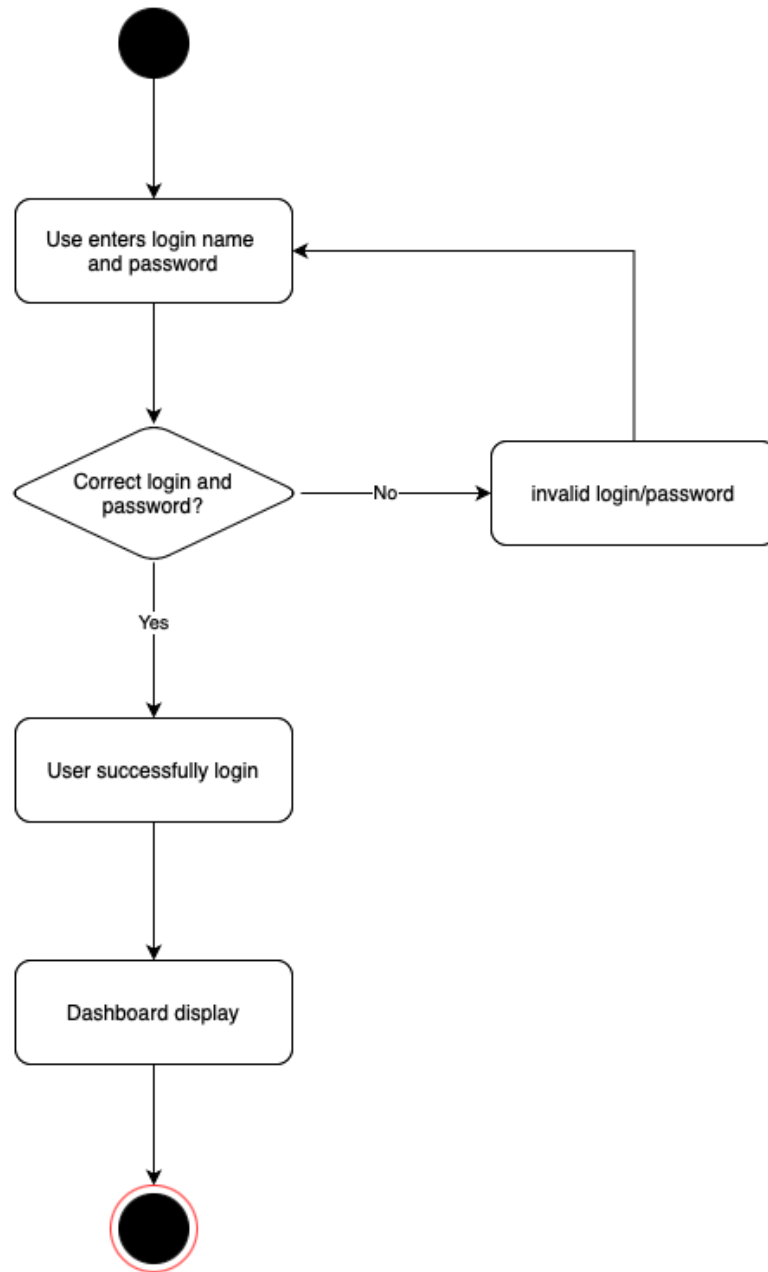 Use enters login name
and password
Correct login and
password?
No
invalid login/password
Yes
User successfully login
Dashboard display